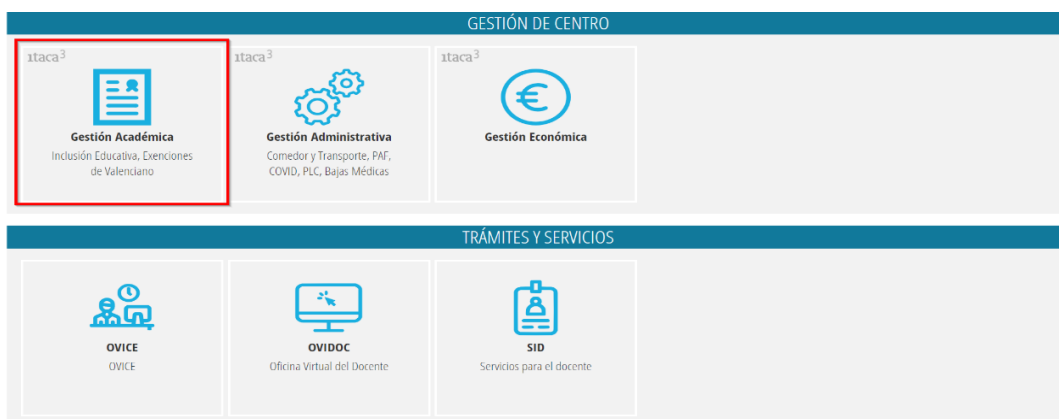 GESTIÓN DE CENTRO
ıtaca3
ıtaca3
ıtaca3
Gestión Académica
Inclusión Educativa, Exenciones
de Valenciano
Gestión Administrativa
Comedor y Transporte, PAF,
COVID, PLC, Bajas Médicas
Gestión Económica
TRÁMITES Y SERVICIOS
OVICE
OVICE
OVIDOC
Oficina Virtual del Docente
SID
Servicios para el docente